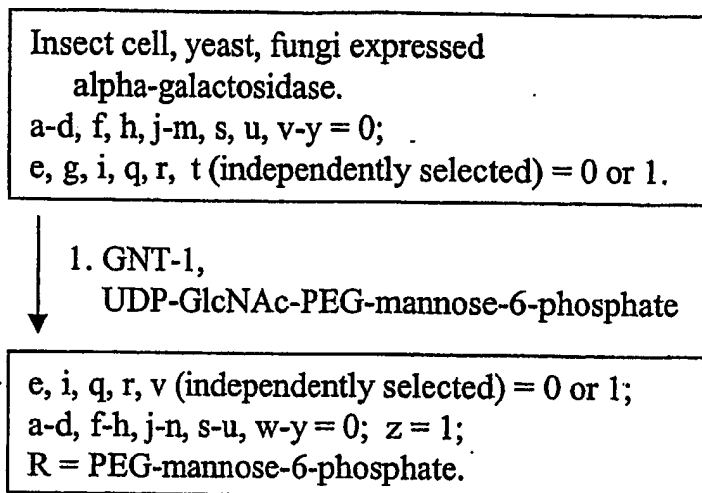 Insect cell, yeast, fungi expressed
alpha-galactosidase.
a-d, f, h, j-m, s, u, v-y = 0;
e, g, i, q, r, t (independently selected) = 0 or 1.
1. GNT-1,
UDP-GlcNAc-PEG-mannose-6-phosphate
e, i, q, r, v (independently selected) = 0 or 1;
a-d, f-h, j-n, s-u, w-y = 0; z = 1;
R = PEG-mannose-6-phosphate.